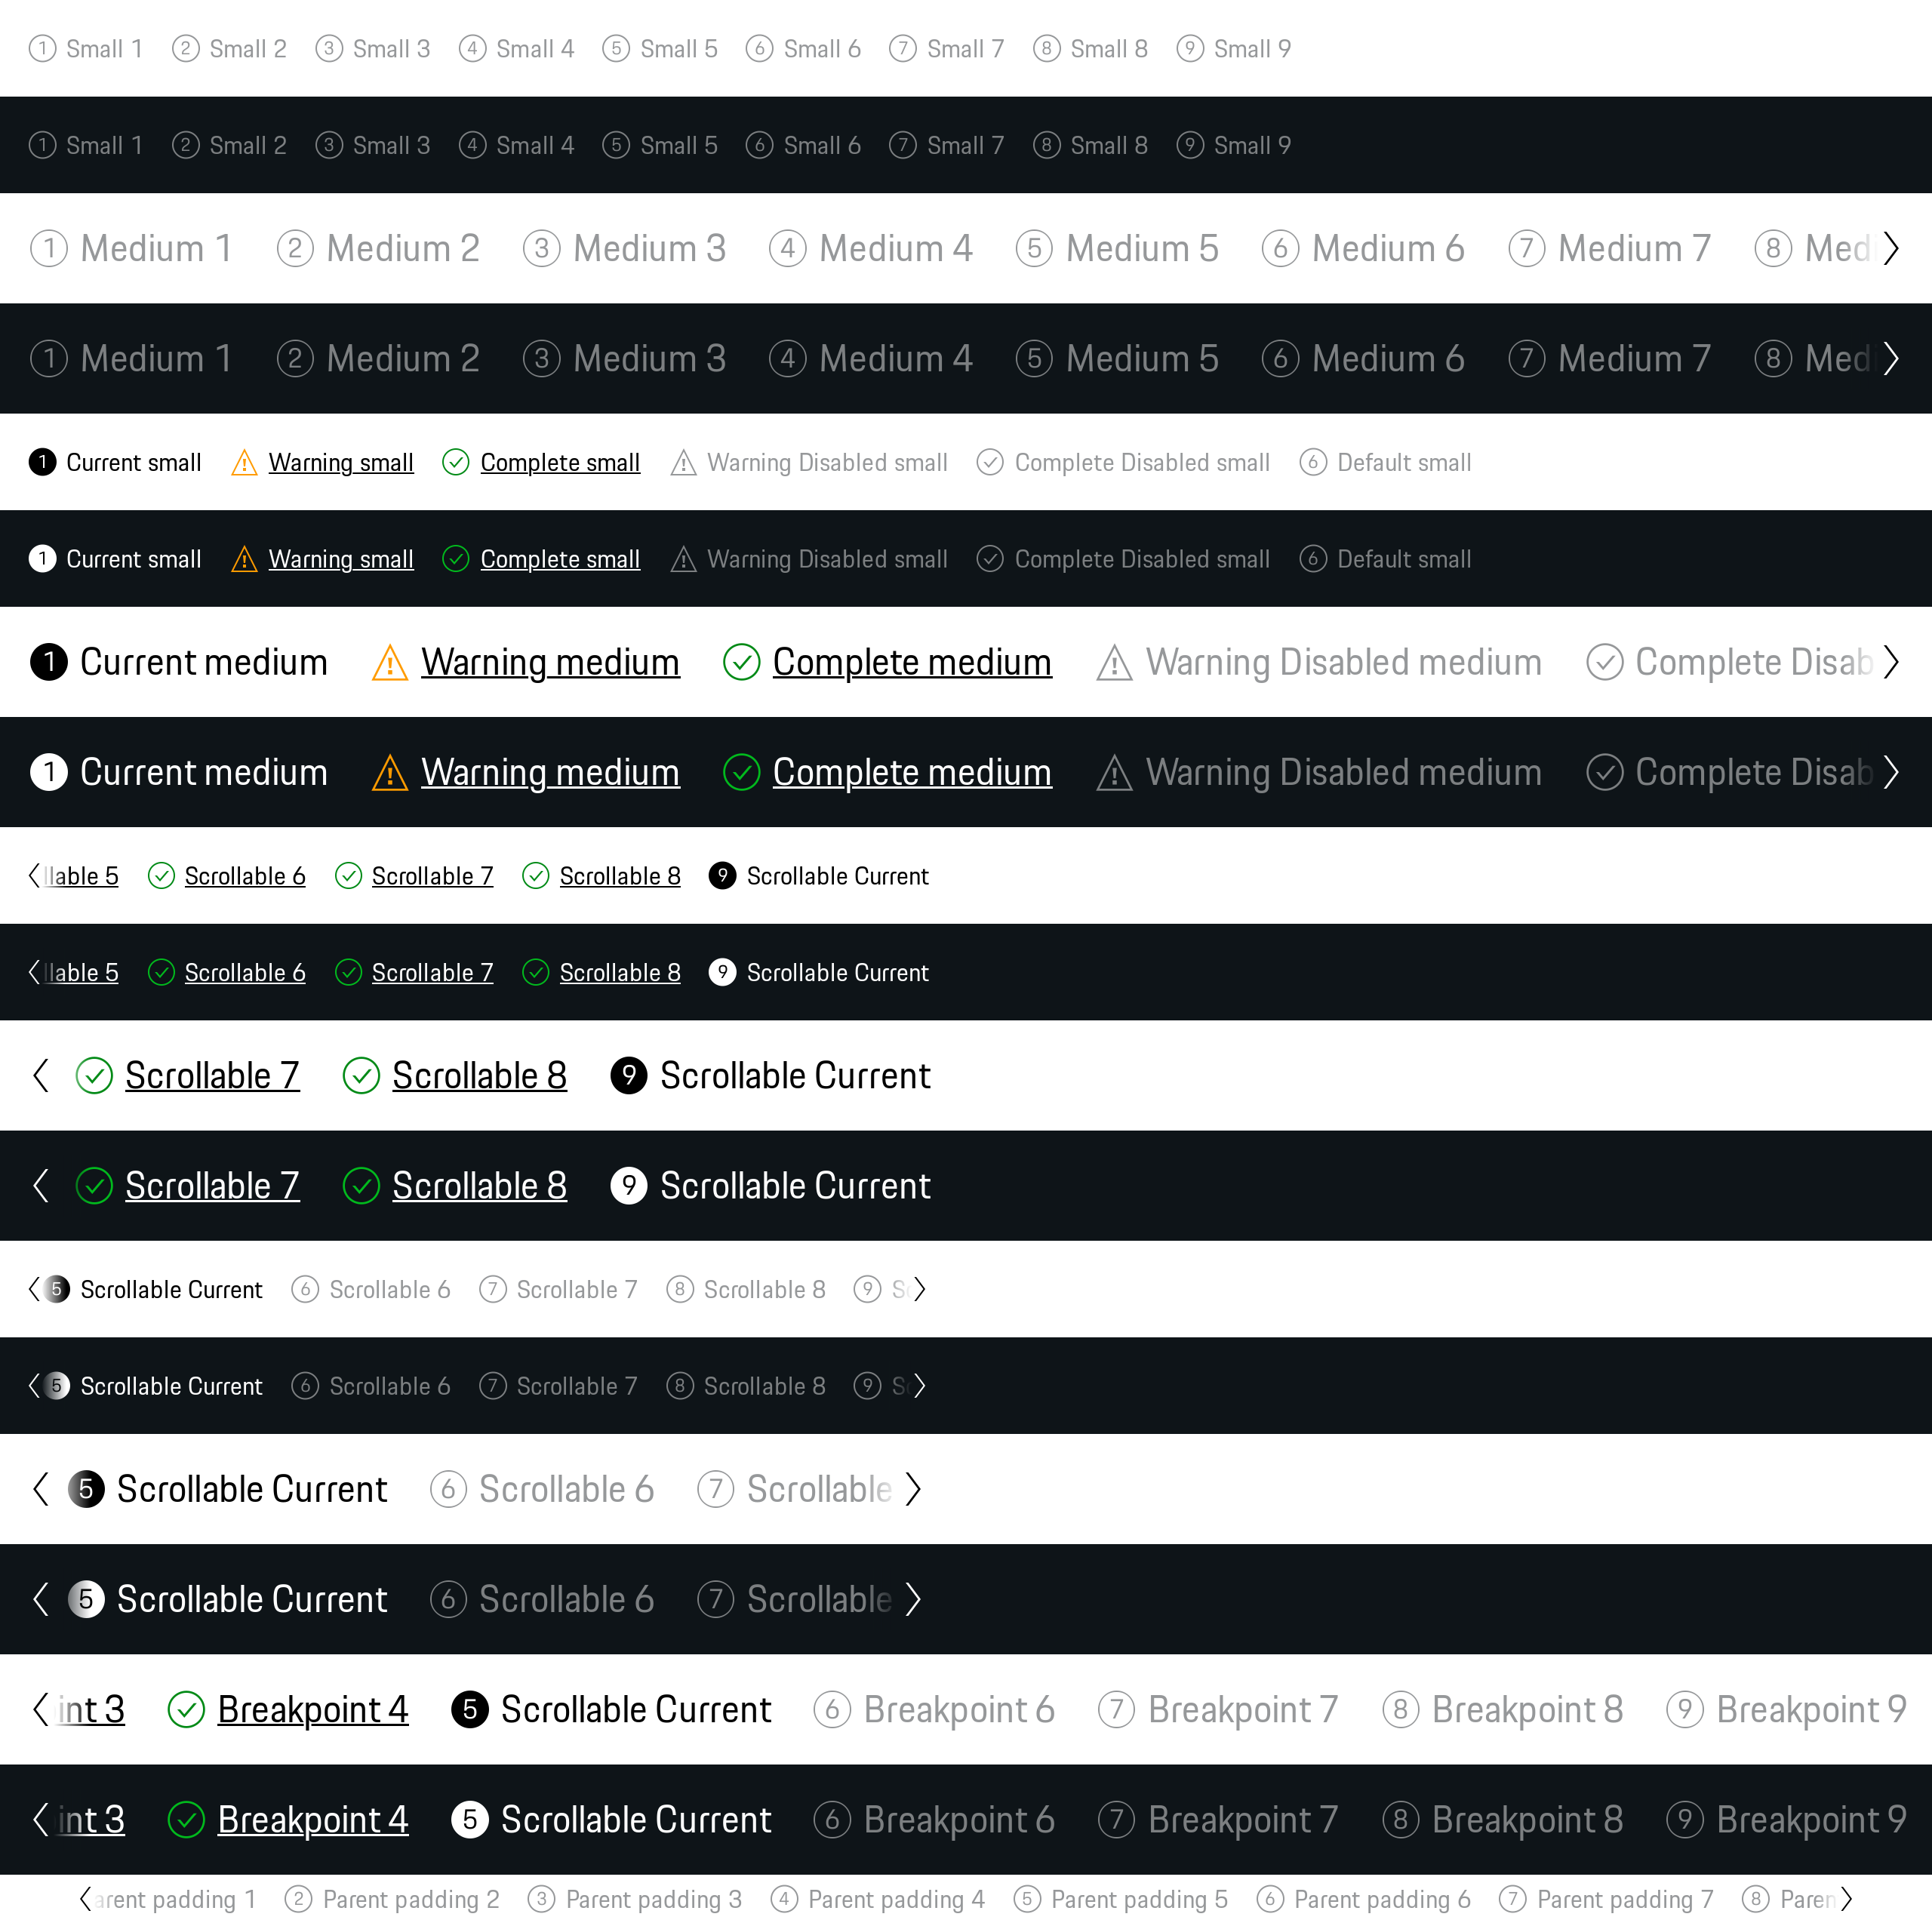 1 Small 1 2 Small 2 3 Small 3 4 Small 4 5 Small 5 6 Small 6 7 Small 7 8 Small 8 9 Small 9
1 Small 1 2 Small 2 3 Small 3 4 Small 4 5 Small 5 6 Small 6 7 Small 7 8 Small 8 9 Small 9
1 Medium 1 2 Medium 2 3 Medium 3 4 Medium 4 5 Medium 5 6 Medium 6 7 Medium 7 8 Med
1 Medium 1 2 Medium 2 3 Medium 3 4 Medium 4 5 Medium 5 6 Medium 6 7 Medium 7 8 Med
1 Current small Warning small Complete small Warning Disabled small Complete Disabled small 6 Default small
1 Current small Warning small Complete small Warning Disabled small Complete Disabled small 6 Default small
1 Current medium Warning medium Complete medium Warning Disabled medium Complete Disab
1 Current medium Warning medium Complete medium Warning Disabled medium Complete Disab
llable 5 Scrollable 6 Scrollable 7 Scrollable 8 9 Scrollable Current
llable 5 Scrollable 6 Scrollable 7 Scrollable 8 9 Scrollable Current
Scrollable 7 Scrollable 8 9 Scrollable Current
Scrollable 7 Scrollable 8 9 Scrollable Current
5 Scrollable Current 6 Scrollable 6 7 Scrollable 7 8 Scrollable 8 9 S
5 Scrollable Current 6 Scrollable 6 7 Scrollable 7 8 Scrollable 8 9 S
5 Scrollable Current 6 Scrollable 6 7 Scrollable
5 Scrollable Current 6 Scrollable 6 7 Scrollable
int 3 Breakpoint 4 5 Scrollable Current 6 Breakpoint 6 7 Breakpoint 7 8 Breakpoint 8 9 Breakpoint 9
int 3 Breakpoint 4 5 Scrollable Current 6 Breakpoint 6 7 Breakpoint 7 8 Breakpoint 8 9 Breakpoint 9
arent padding 1 2 Parent padding 2 3 Parent padding 3 4 Parent padding 4 5 Parent padding 5 6 Parent padding 6 7 Parent padding 7 8 Paren